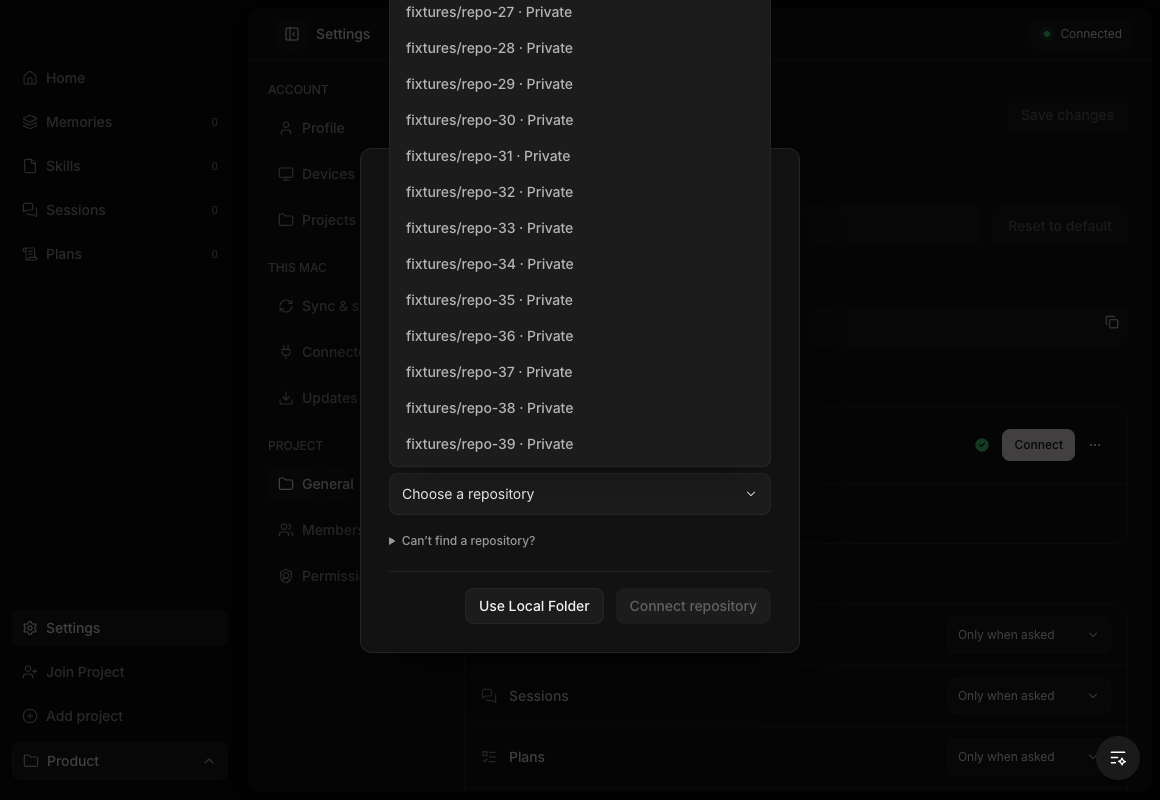 Settings
Connected
Home
Memories 0
Skills 0
Sessions 0
Plans 0
Settings
Join Project
Add project
Product
ACCOUNT
Profile
Devices
Projects
THIS MAC
Sync & s
Connect
Updates
PROJECT
General
Members
Permissi
Save changes
Reset to default
Connect
fixtures/repo-27 · Private
fixtures/repo-28 · Private
fixtures/repo-29 · Private
fixtures/repo-30 · Private
fixtures/repo-31 · Private
fixtures/repo-32 · Private
fixtures/repo-33 · Private
fixtures/repo-34 · Private
fixtures/repo-35 · Private
fixtures/repo-36 · Private
fixtures/repo-37 · Private
fixtures/repo-38 · Private
fixtures/repo-39 · Private
Choose a repository
Can't find a repository?
Use Local Folder
Connect repository
Only when asked
Sessions
Only when asked
Plans
Only when asked